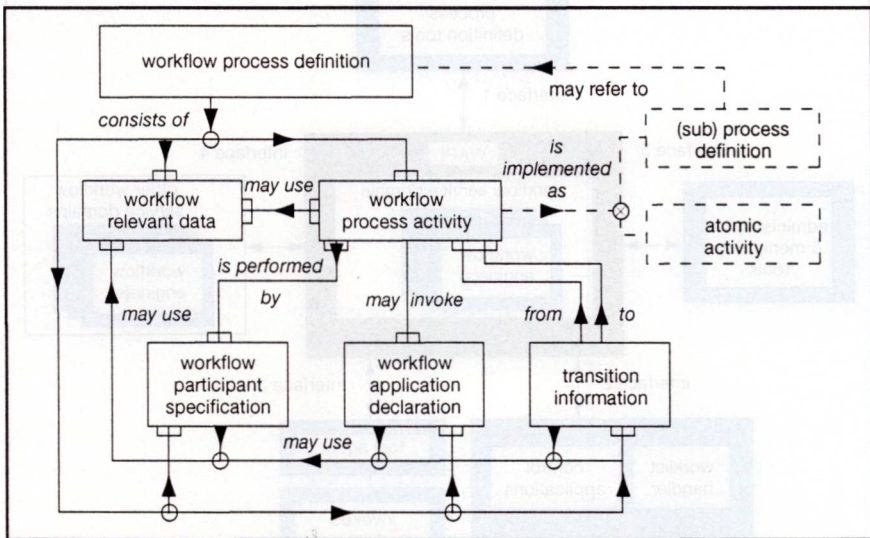 workflow process definition
may refer to
consists of
(sub) process
definition
is
implemented
as
workflow
relevant data
may use
workflow
process activity
atomic
activity
is performed
by
may use
may invoke
from
to
workflow
participant
specification
workflow
application
declaration
transition
information
may use